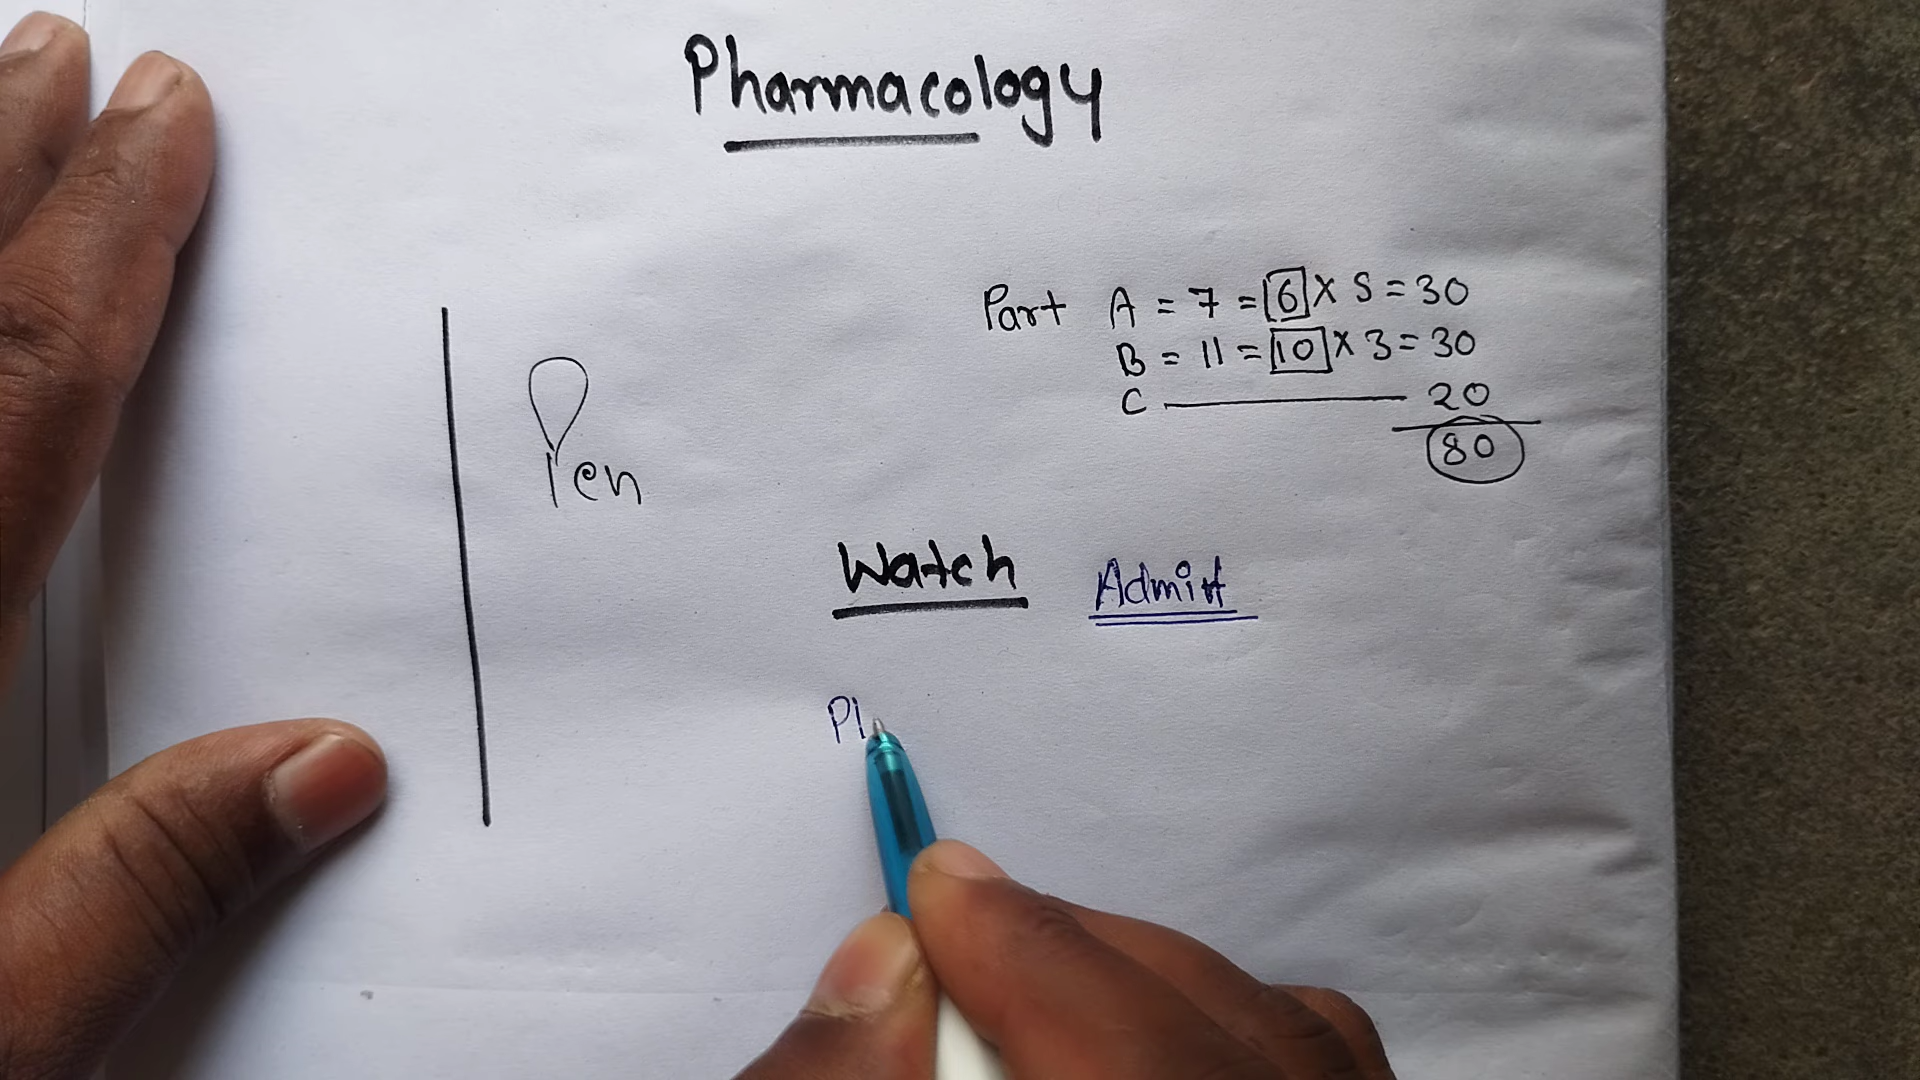 Pharmacology
Part A = 7 = 6 x 5 = 30
B = 11 = 10 x 3 = 30
C 20
80
Pen
Watch Admit
Pl